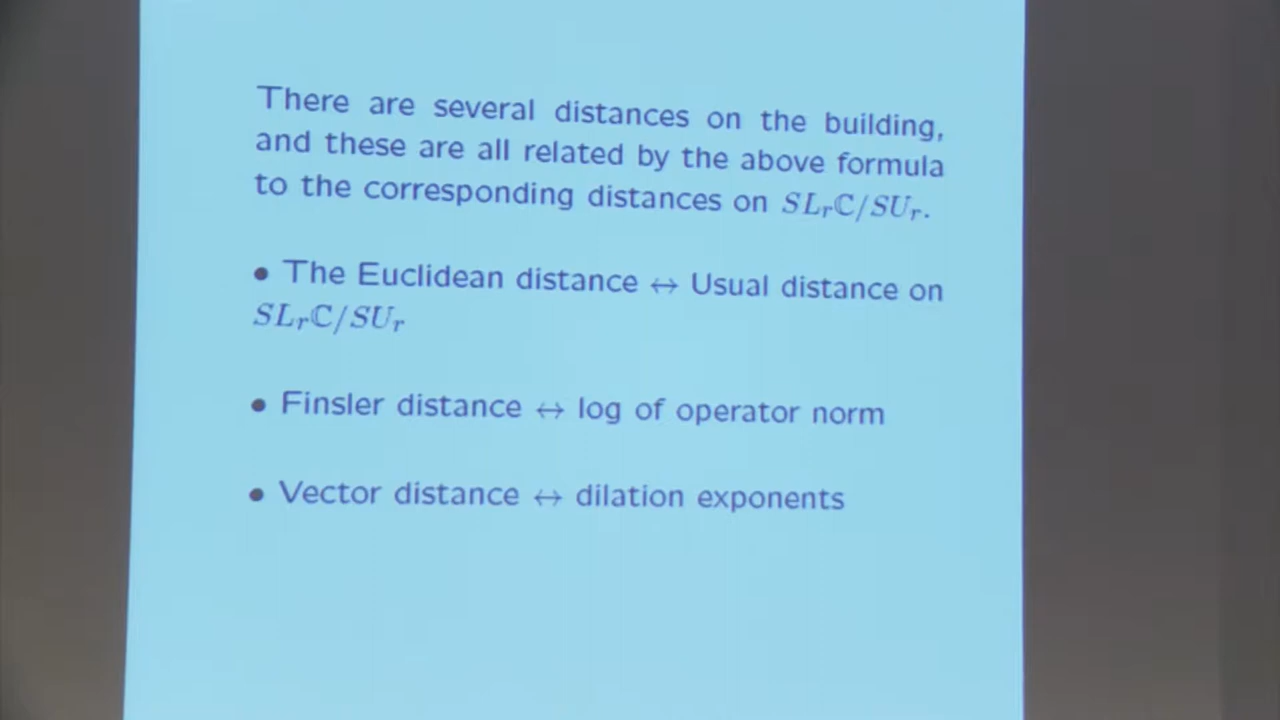 There are several distances on the building,
and these are all related by the above formula
to the corresponding distances on $SL_r\mathbb{C}/SU_r$.
• The Euclidean distance ↔ Usual distance on
$SL_r\mathbb{C}/SU_r$
• Finsler distance ↔ log of operator norm
• Vector distance ↔ dilation exponents